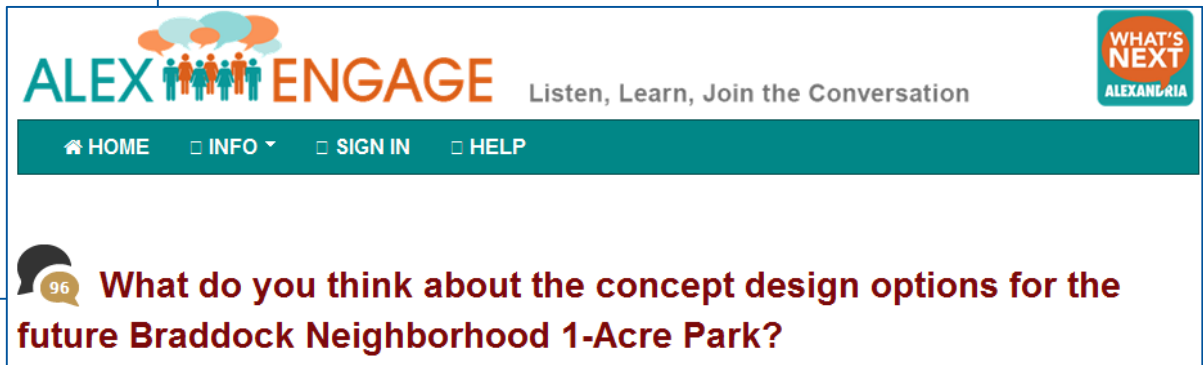 ALEX ENGAGE Listen, Learn, Join the Conversation
WHAT'S
NEXT
ALEXANDRIA
HOME INFO SIGN IN HELP
96 What do you think about the concept design options for the
future Braddock Neighborhood 1-Acre Park?